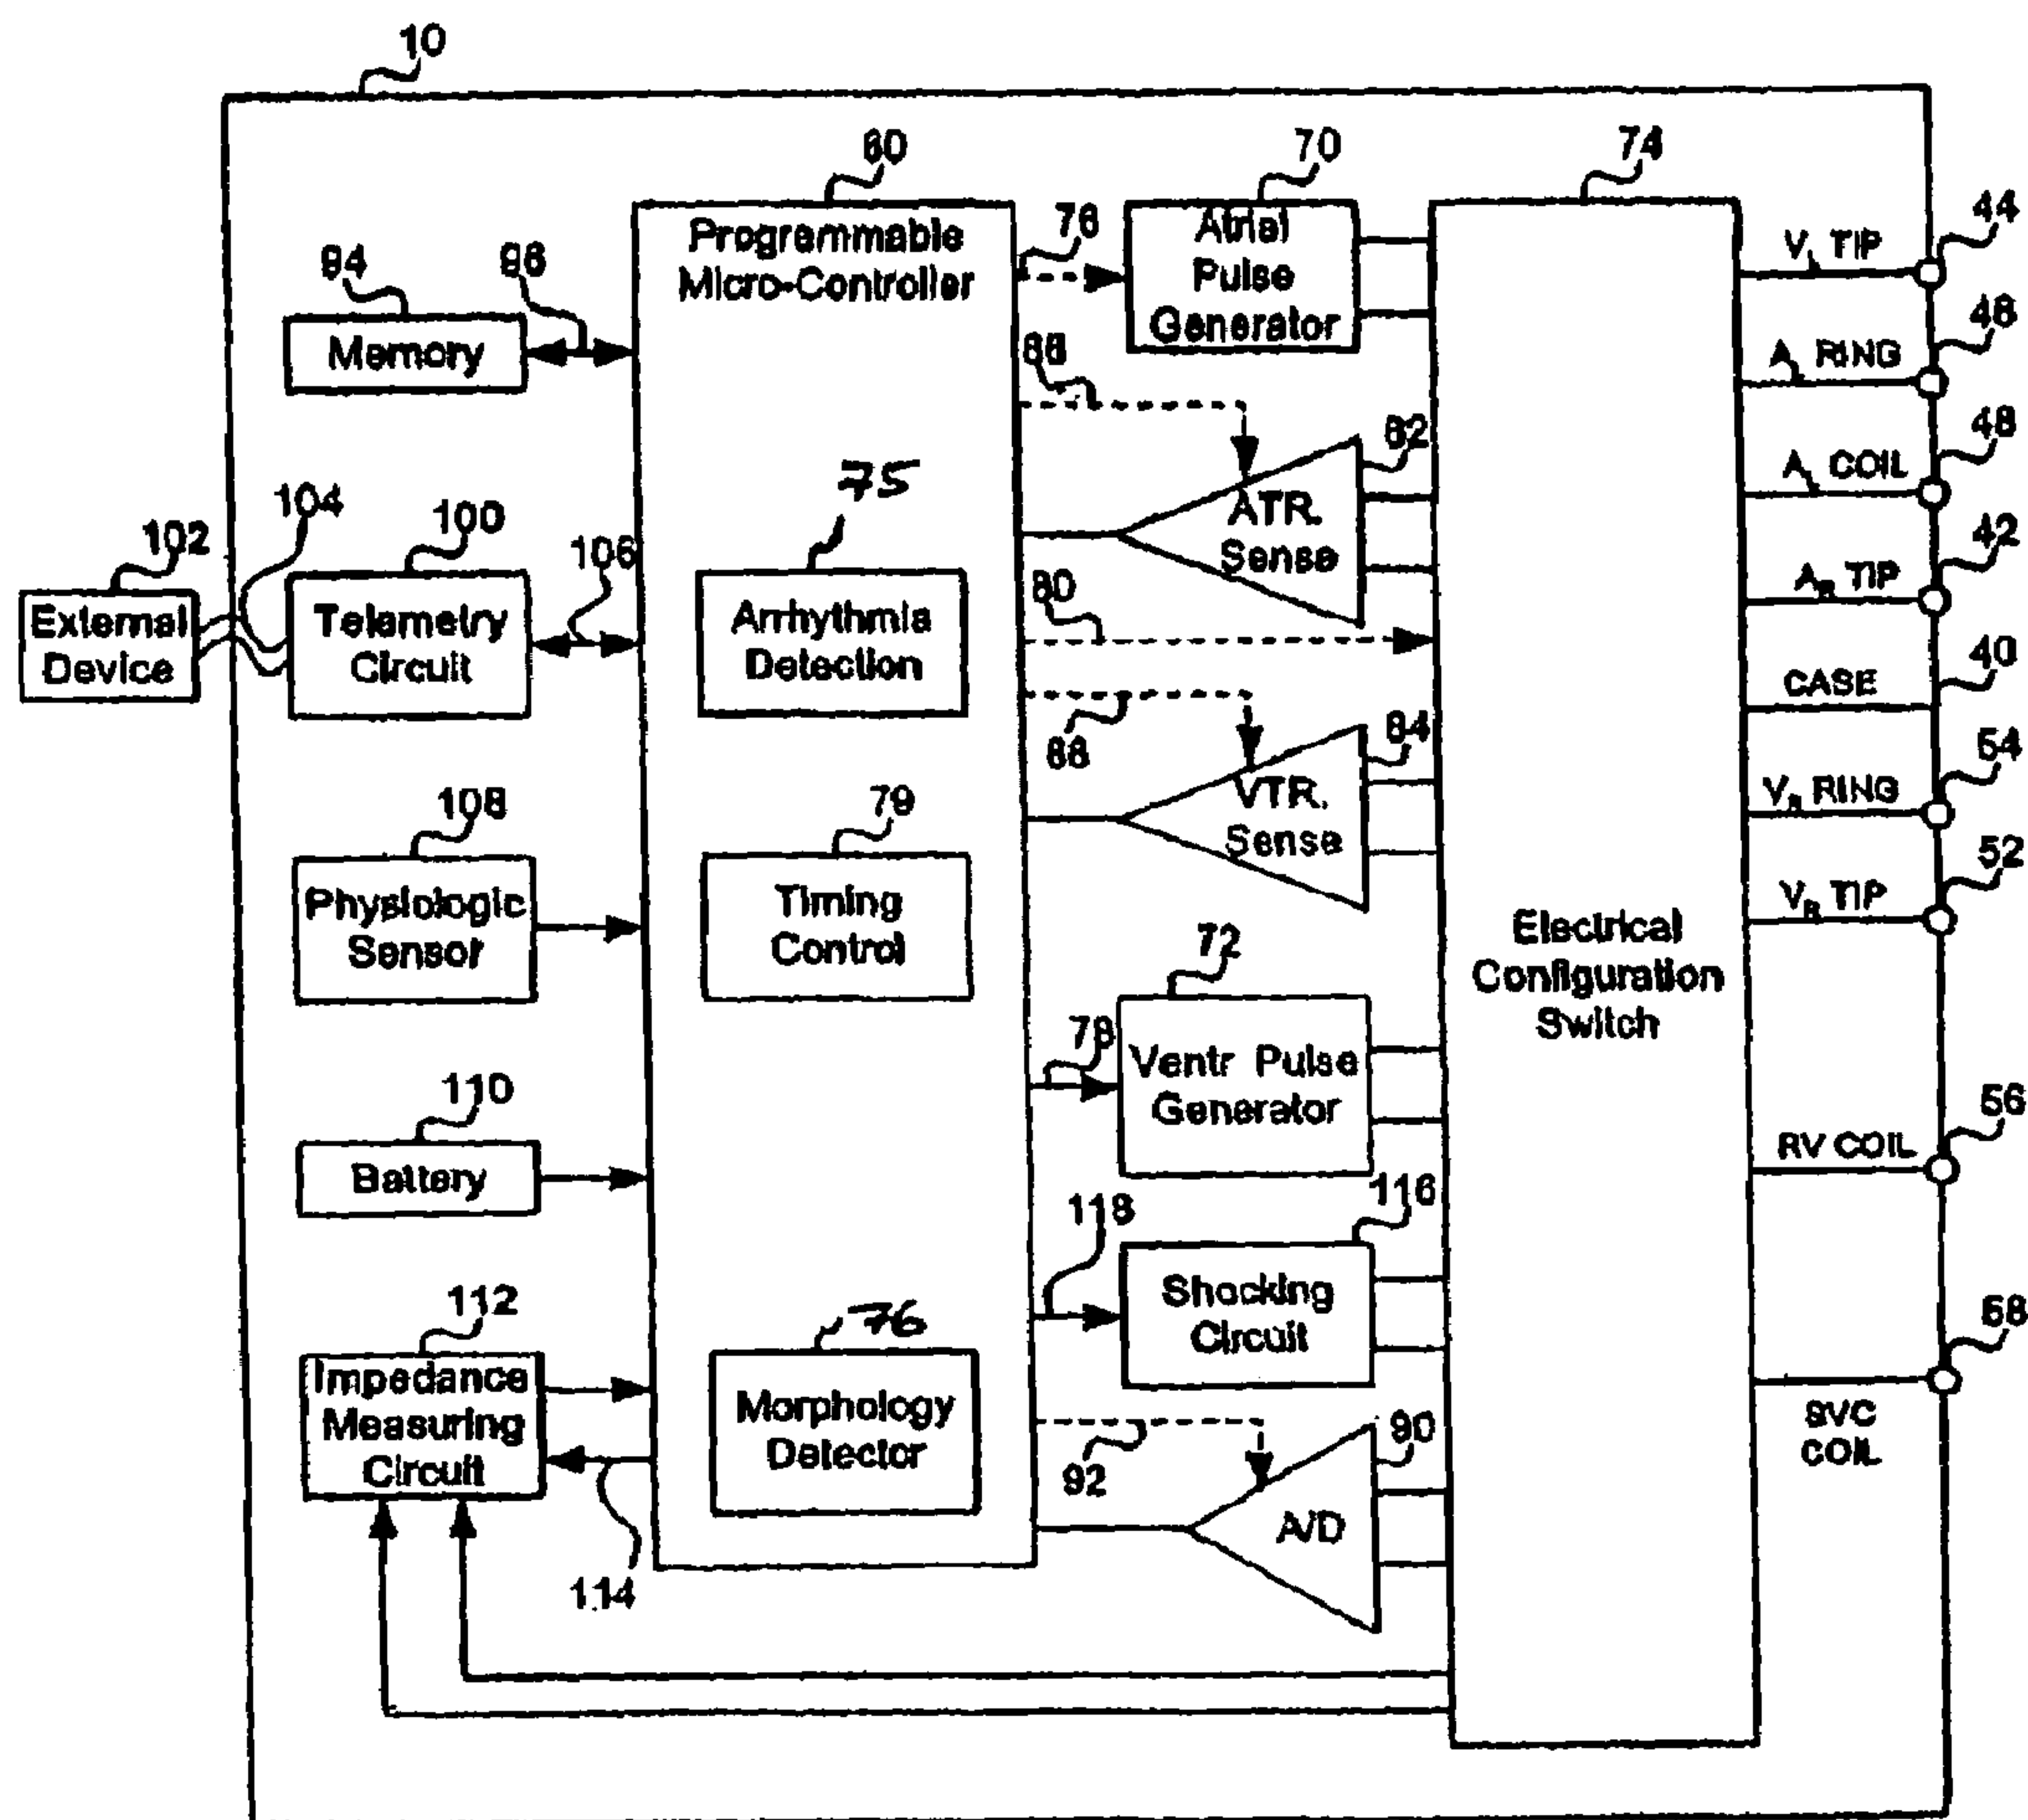 10
60
70
74
44
Programmable
Micro-Controller
76
Atrial
Pulse
Generator
V_L TIP
94
96
Memory
46
A_L RING
86
48
A_L COIL
82
ATR.
Sense
75
42
A_R TIP
104
102
100
106
External
Device
Telemetry
Circuit
Arrhythmia
Detection
80
40
CASE
88
84
54
V_R RING
VTR.
Sense
108
79
52
V_R TIP
Physiologic
Sensor
Timing
Control
Electrical
Configuration
Switch
72
78
Ventr Pulse
Generator
110
Battery
56
RV COIL
118
116
Shocking
Circuit
112
76
58
Impedance
Measuring
Circuit
Morphology
Detector
SVC
COIL
92
90
A/D
114